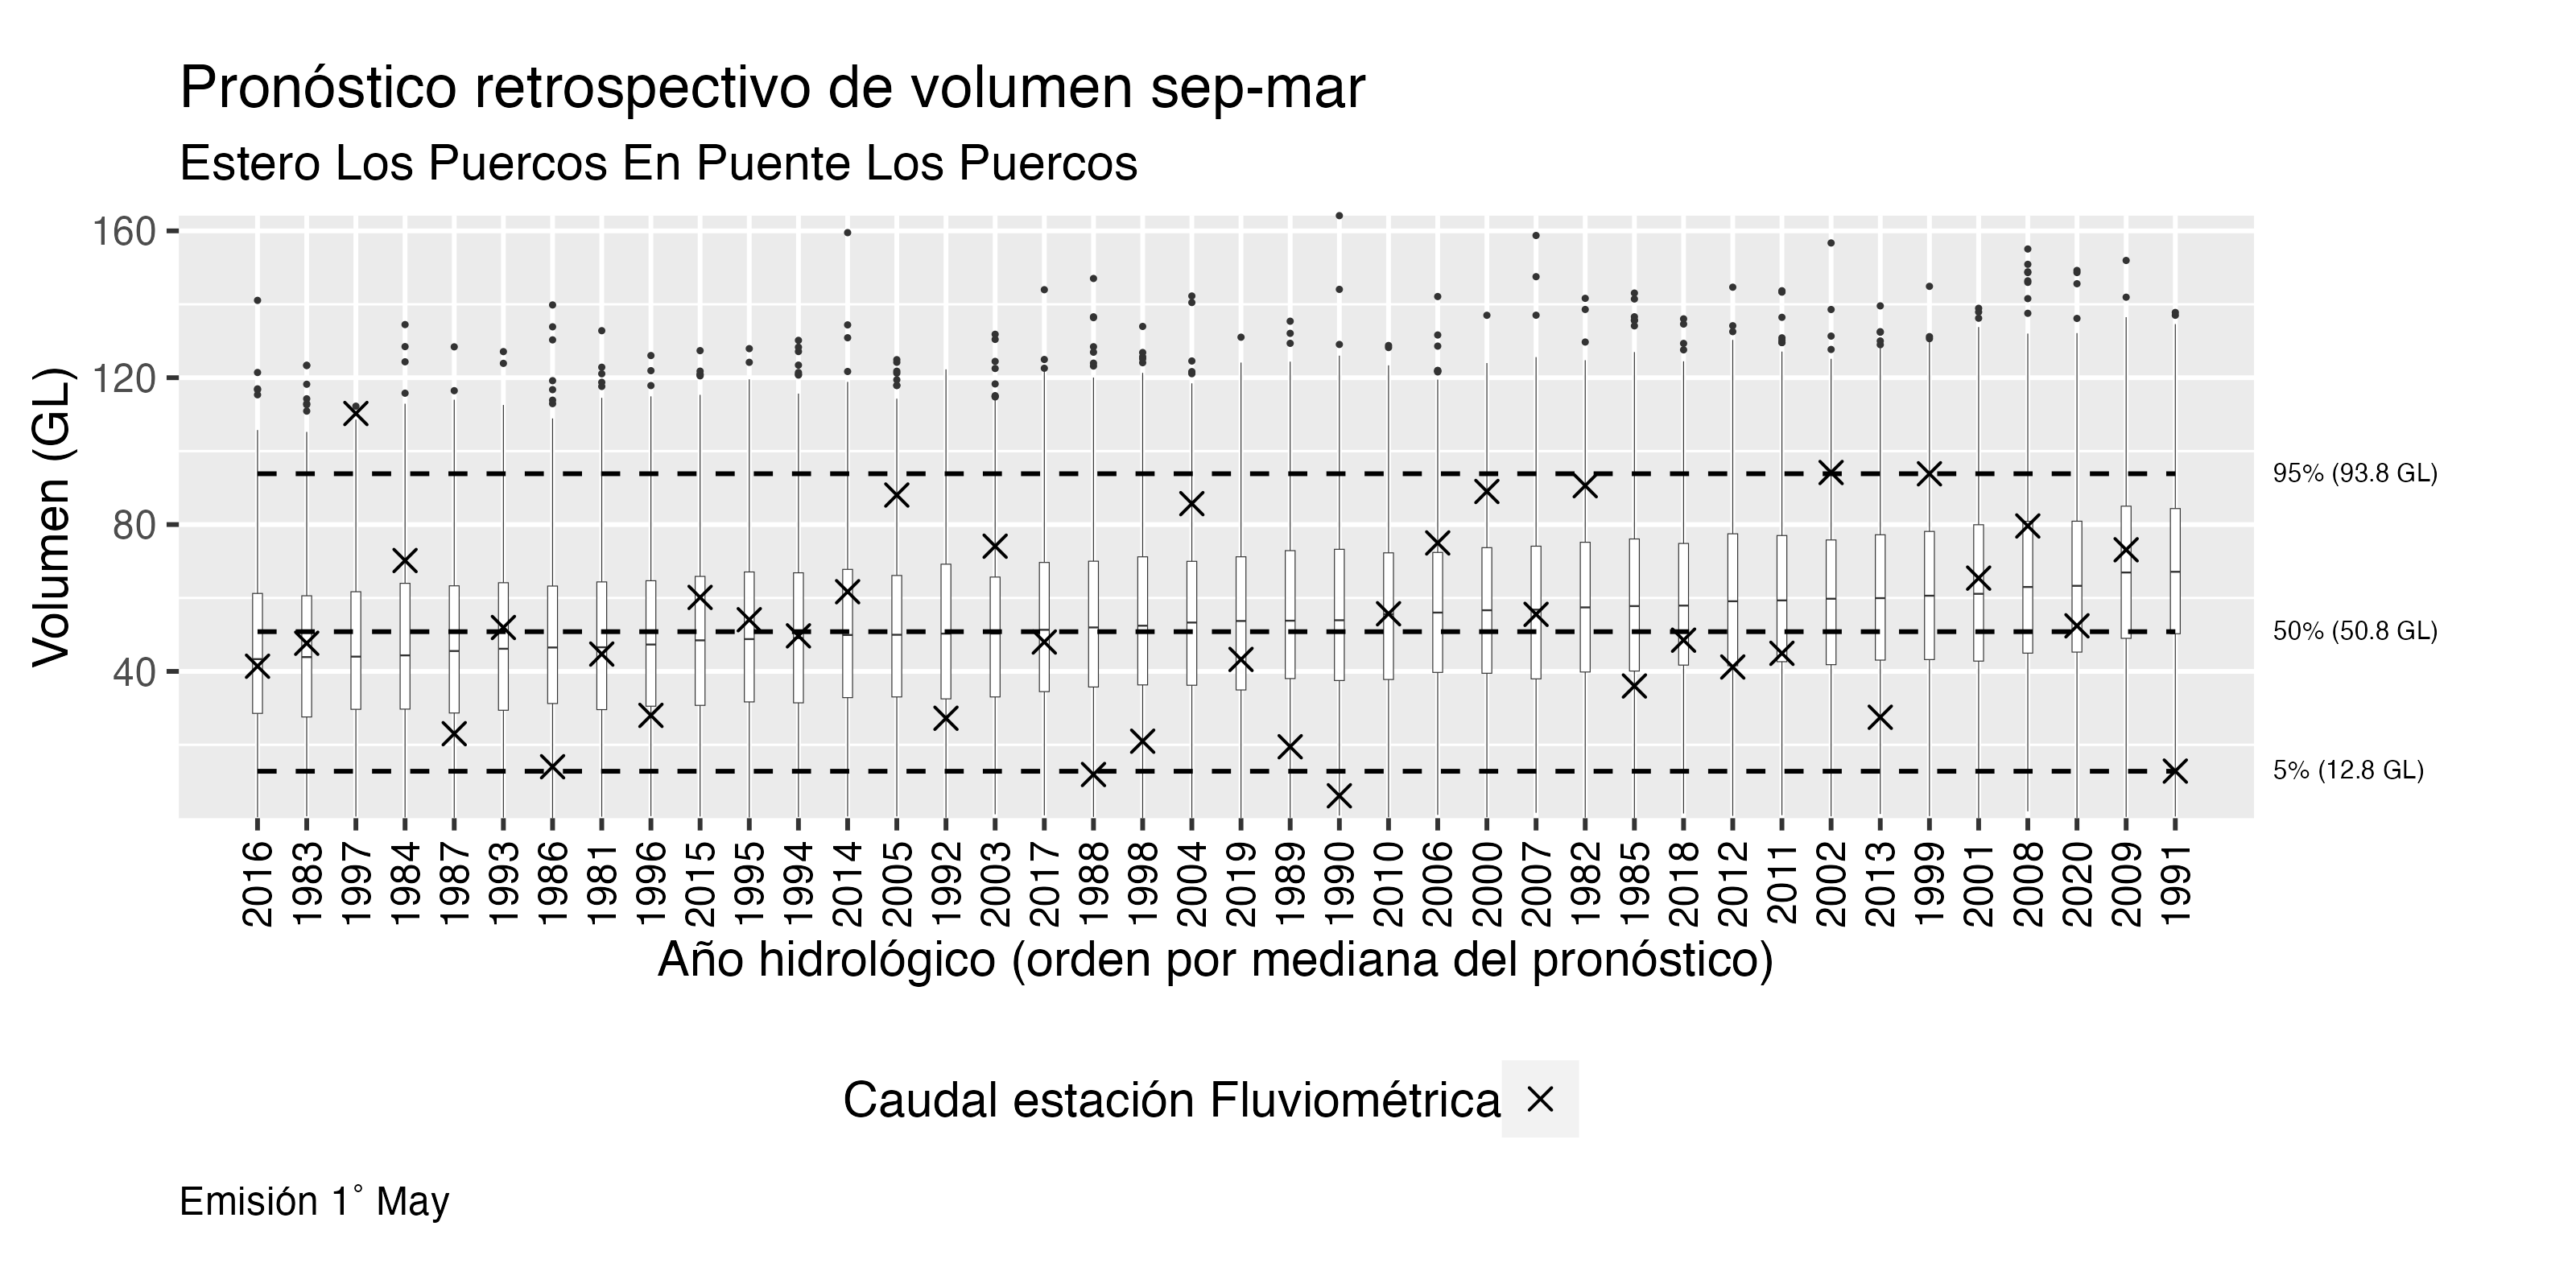 Pronóstico retrospectivo de volumen sep-mar
Estero Los Puercos En Puente Los Puercos
Volumen (GL)
160
120
80
40
95% (93.8 GL)
50% (50.8 GL)
5% (12.8 GL)
2016 1983 1997 1984 1987 1993 1986 1981 1996 2015 1995 1994 2014 2005 1992 2003 2017 1988 1998 2004 2019 1989 1990 2010 2006 2000 2007 1982 1985 2018 2012 2011 2002 2013 1999 2001 2008 2020 2009 1991
Año hidrológico (orden por mediana del pronóstico)
Caudal estación Fluviométrica
Emisión 1° May